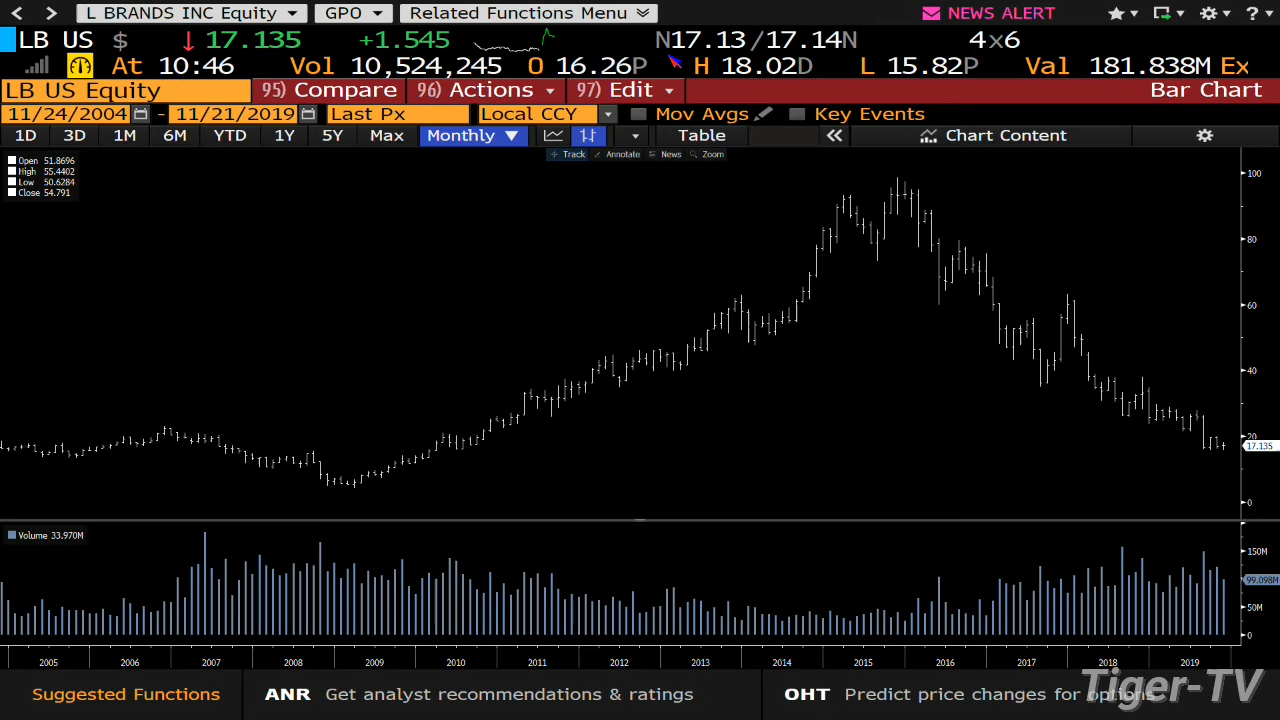 L BRANDS INC Equity GPO Related Functions Menu NEWS ALERT ?
LB US $ 17.135 +1.545 N17.13/17.14N 4x6
At 10:46 Vol 10,524,245 O 16.26P H 18.02D L 15.82P Val 181.838M Ex
LB US Equity 95) Compare 96) Actions 97) Edit Bar Chart
11/24/2004 - 11/21/2019 Last Px Local CCY Mov Avgs Key Events
1D 3D 1M 6M YTD 1Y 5Y Max Monthly ▼ Table Chart Content
Track Annotate News Zoom
Open 51.8696
High 55.4402
Low 50.6284
Close 54.791
100
80
60
40
20
17.135
0
Volume 33.970M
150M
99.098M
50M
0
2005 2006 2007 2008 2009 2010 2011 2012 2013 2014 2015 2016 2017 2018 2019
Suggested Functions ANR Get analyst recommendations & ratings OHT Predict price changes for options
Tiger-TV